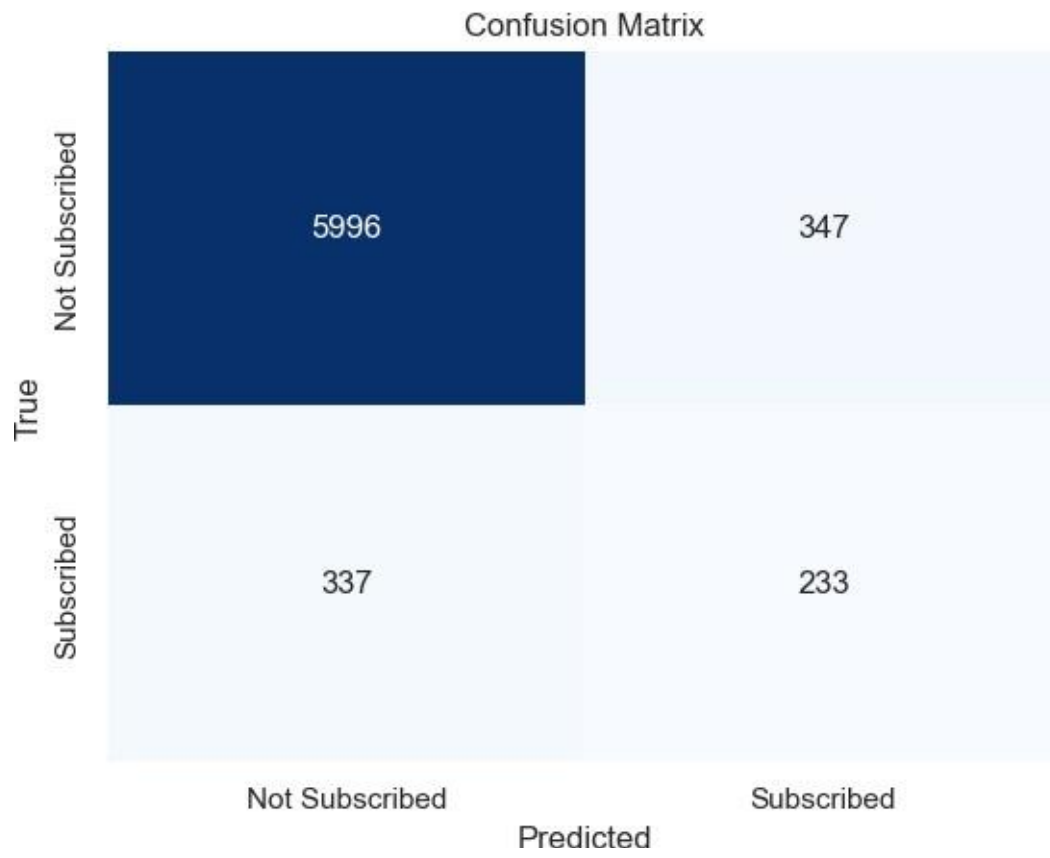 Confusion Matrix
Not Subscribed
5996
347
True
Subscribed
337
233
Not Subscribed
Subscribed
Predicted